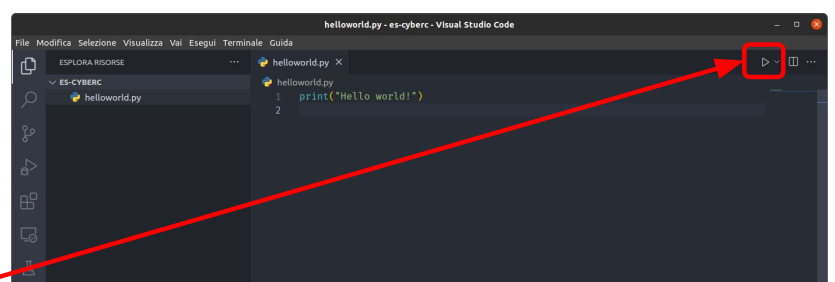 helloworld.py - es-cyberc - Visual Studio Code
File Modifica Selezione Visualizza Vai Esegui Terminale Guida
ESPLORA RISORSE
helloworld.py
ES-CYBERC
helloworld.py
helloworld.py
1 print("Hello world!")
2